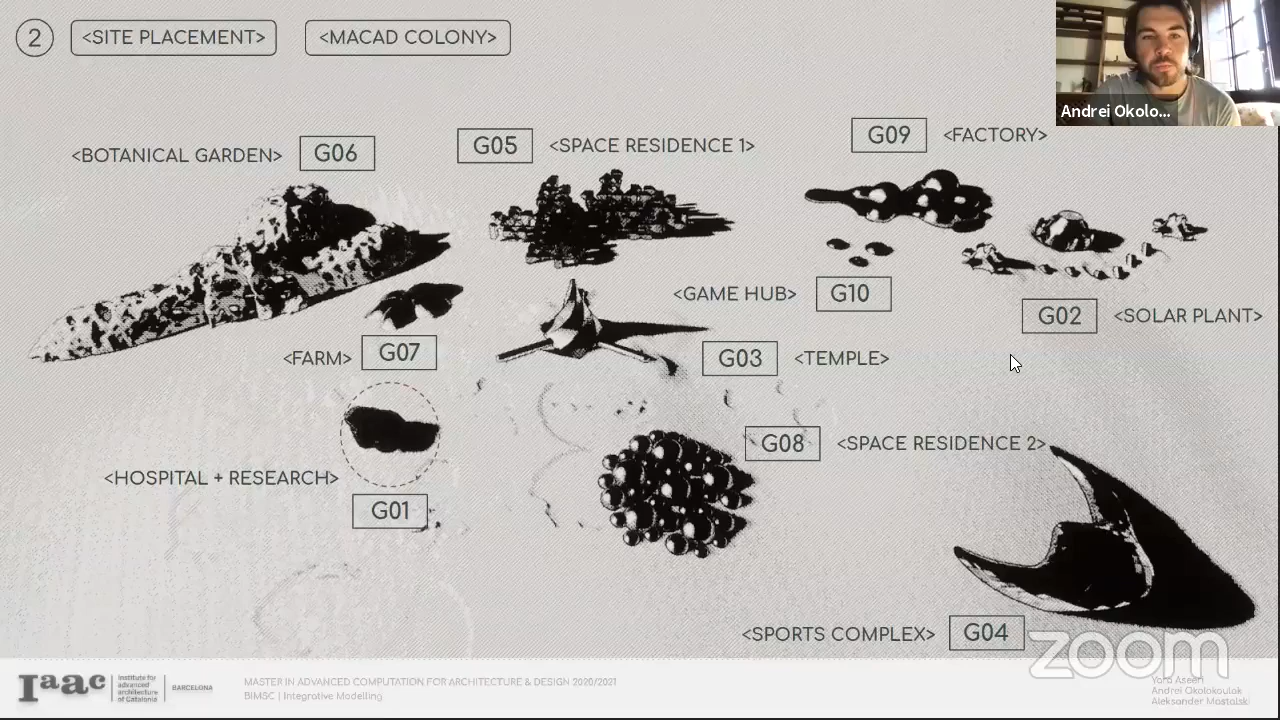 2
<SITE PLACEMENT>
<MACAD COLONY>
Andrei Okolo...
<BOTANICAL GARDEN>
G06
G05
<SPACE RESIDENCE 1>
G09
<FACTORY>
<GAME HUB>
G10
G02
<SOLAR PLANT>
<FARM>
G07
G03
<TEMPLE>
G08
<SPACE RESIDENCE 2>
<HOSPITAL + RESEARCH>
G01
<SPORTS COMPLEX>
G04
zoom
Iaac
Institute for
advanced
architecture
of Catalonia
BARCELONA
MASTER IN ADVANCED COMPUTATION FOR ARCHITECTURE & DESIGN 2020/2021
BIMSC | Integrative Modelling
Yara Aseeri
Andrei Okolokoulak
Aleksander Mastalski